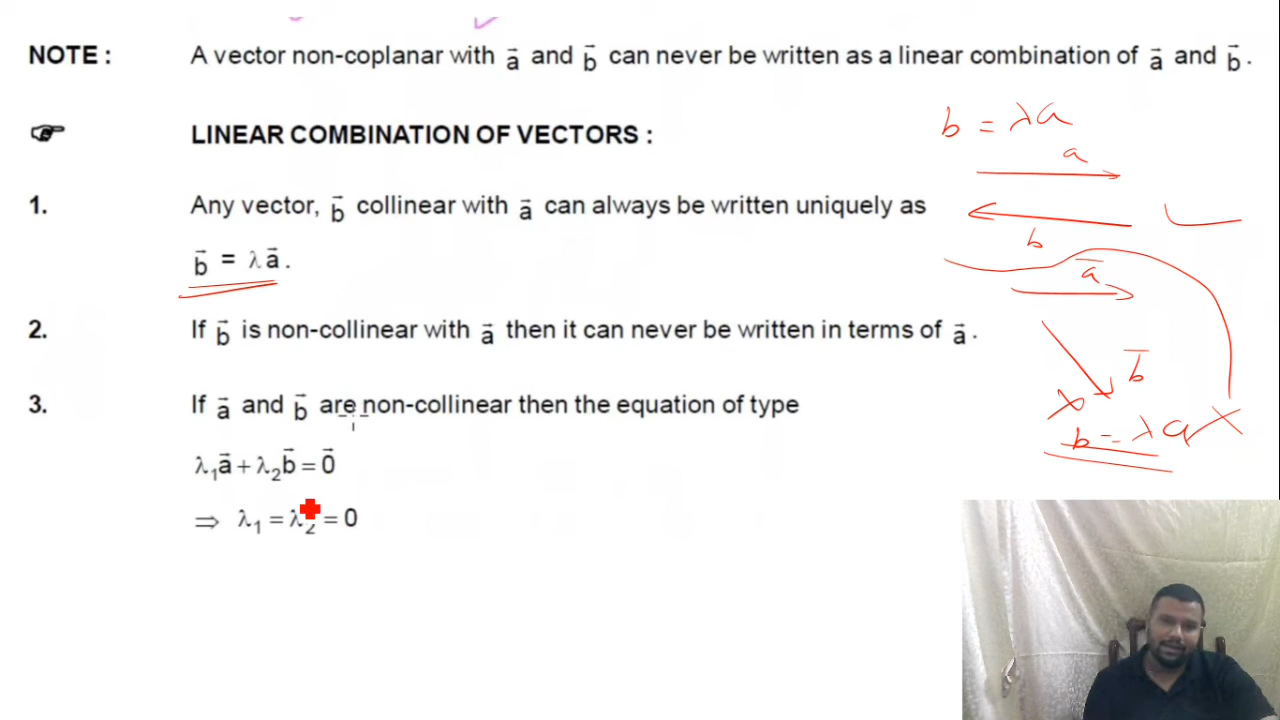 NOTE : A vector non-coplanar with a⃗ and b⃗ can never be written as a linear combination of a⃗ and b⃗ .
LINEAR COMBINATION OF VECTORS :
1. Any vector, b⃗ collinear with a⃗ can always be written uniquely as
b⃗ = λa⃗ .
2. If b⃗ is non-collinear with a⃗ then it can never be written in terms of a⃗ .
3. If a⃗ and b⃗ are non-collinear then the equation of type
λ₁a⃗ + λ₂b⃗ = 0⃗
⇒ λ₁ = λ₂ = 0
b = λa
a
b
a̅
b̅
b = λa